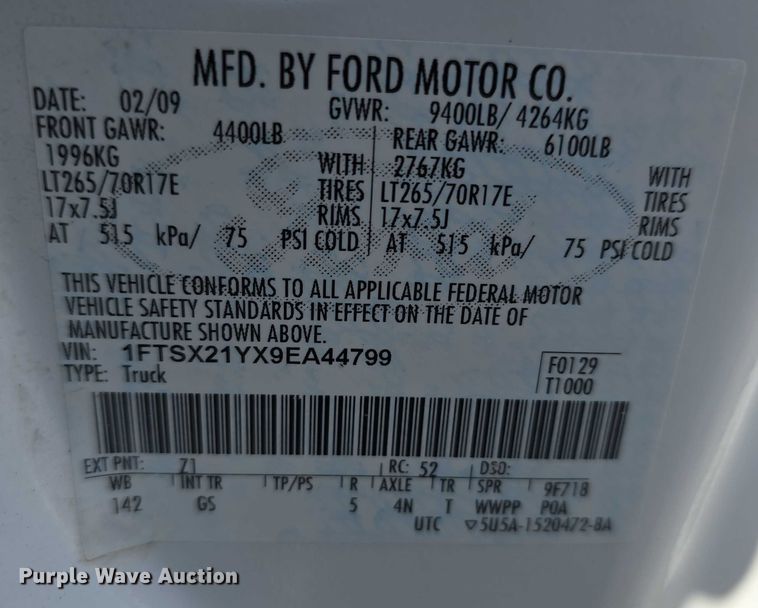 MFD. BY FORD MOTOR CO.
DATE: 02/09 GVWR: 9400LB/ 4264KG
FRONT GAWR: 4400LB REAR GAWR: 6100LB
1996KG WITH 2767KG WITH
LT265/70R17E TIRES LT265/70R17E TIRES
17x7.5J RIMS 17x7.5J RIMS
AT 515 kPa/ 75 PSI COLD AT 515 kPa/ 75 PSI COLD
THIS VEHICLE CONFORMS TO ALL APPLICABLE FEDERAL MOTOR
VEHICLE SAFETY STANDARDS IN EFFECT ON THE DATE OF
MANUFACTURE SHOWN ABOVE.
VIN: 1FTSX21YX9EA44799 F0129
TYPE: Truck T1000
EXT PNT: Z1 RC: 52 DSO:
WB INT TR TP/PS R AXLE TR SPR 9F718
142 GS 5 4N T WWPP POA
UTC ▽5U5A-1520472-BA
Purple Wave Auction